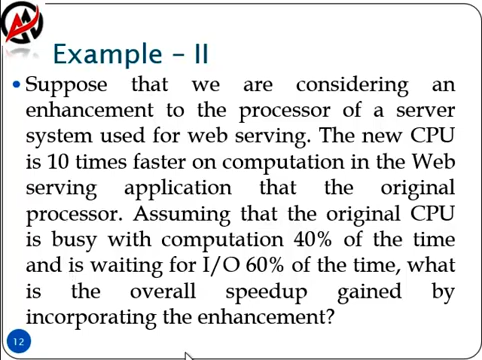 Example – II
• Suppose that we are considering an
enhancement to the processor of a server
system used for web serving. The new CPU
is 10 times faster on computation in the Web
serving application that the original
processor. Assuming that the original CPU
is busy with computation 40% of the time
and is waiting for I/O 60% of the time, what
is the overall speedup gained by
incorporating the enhancement?
12